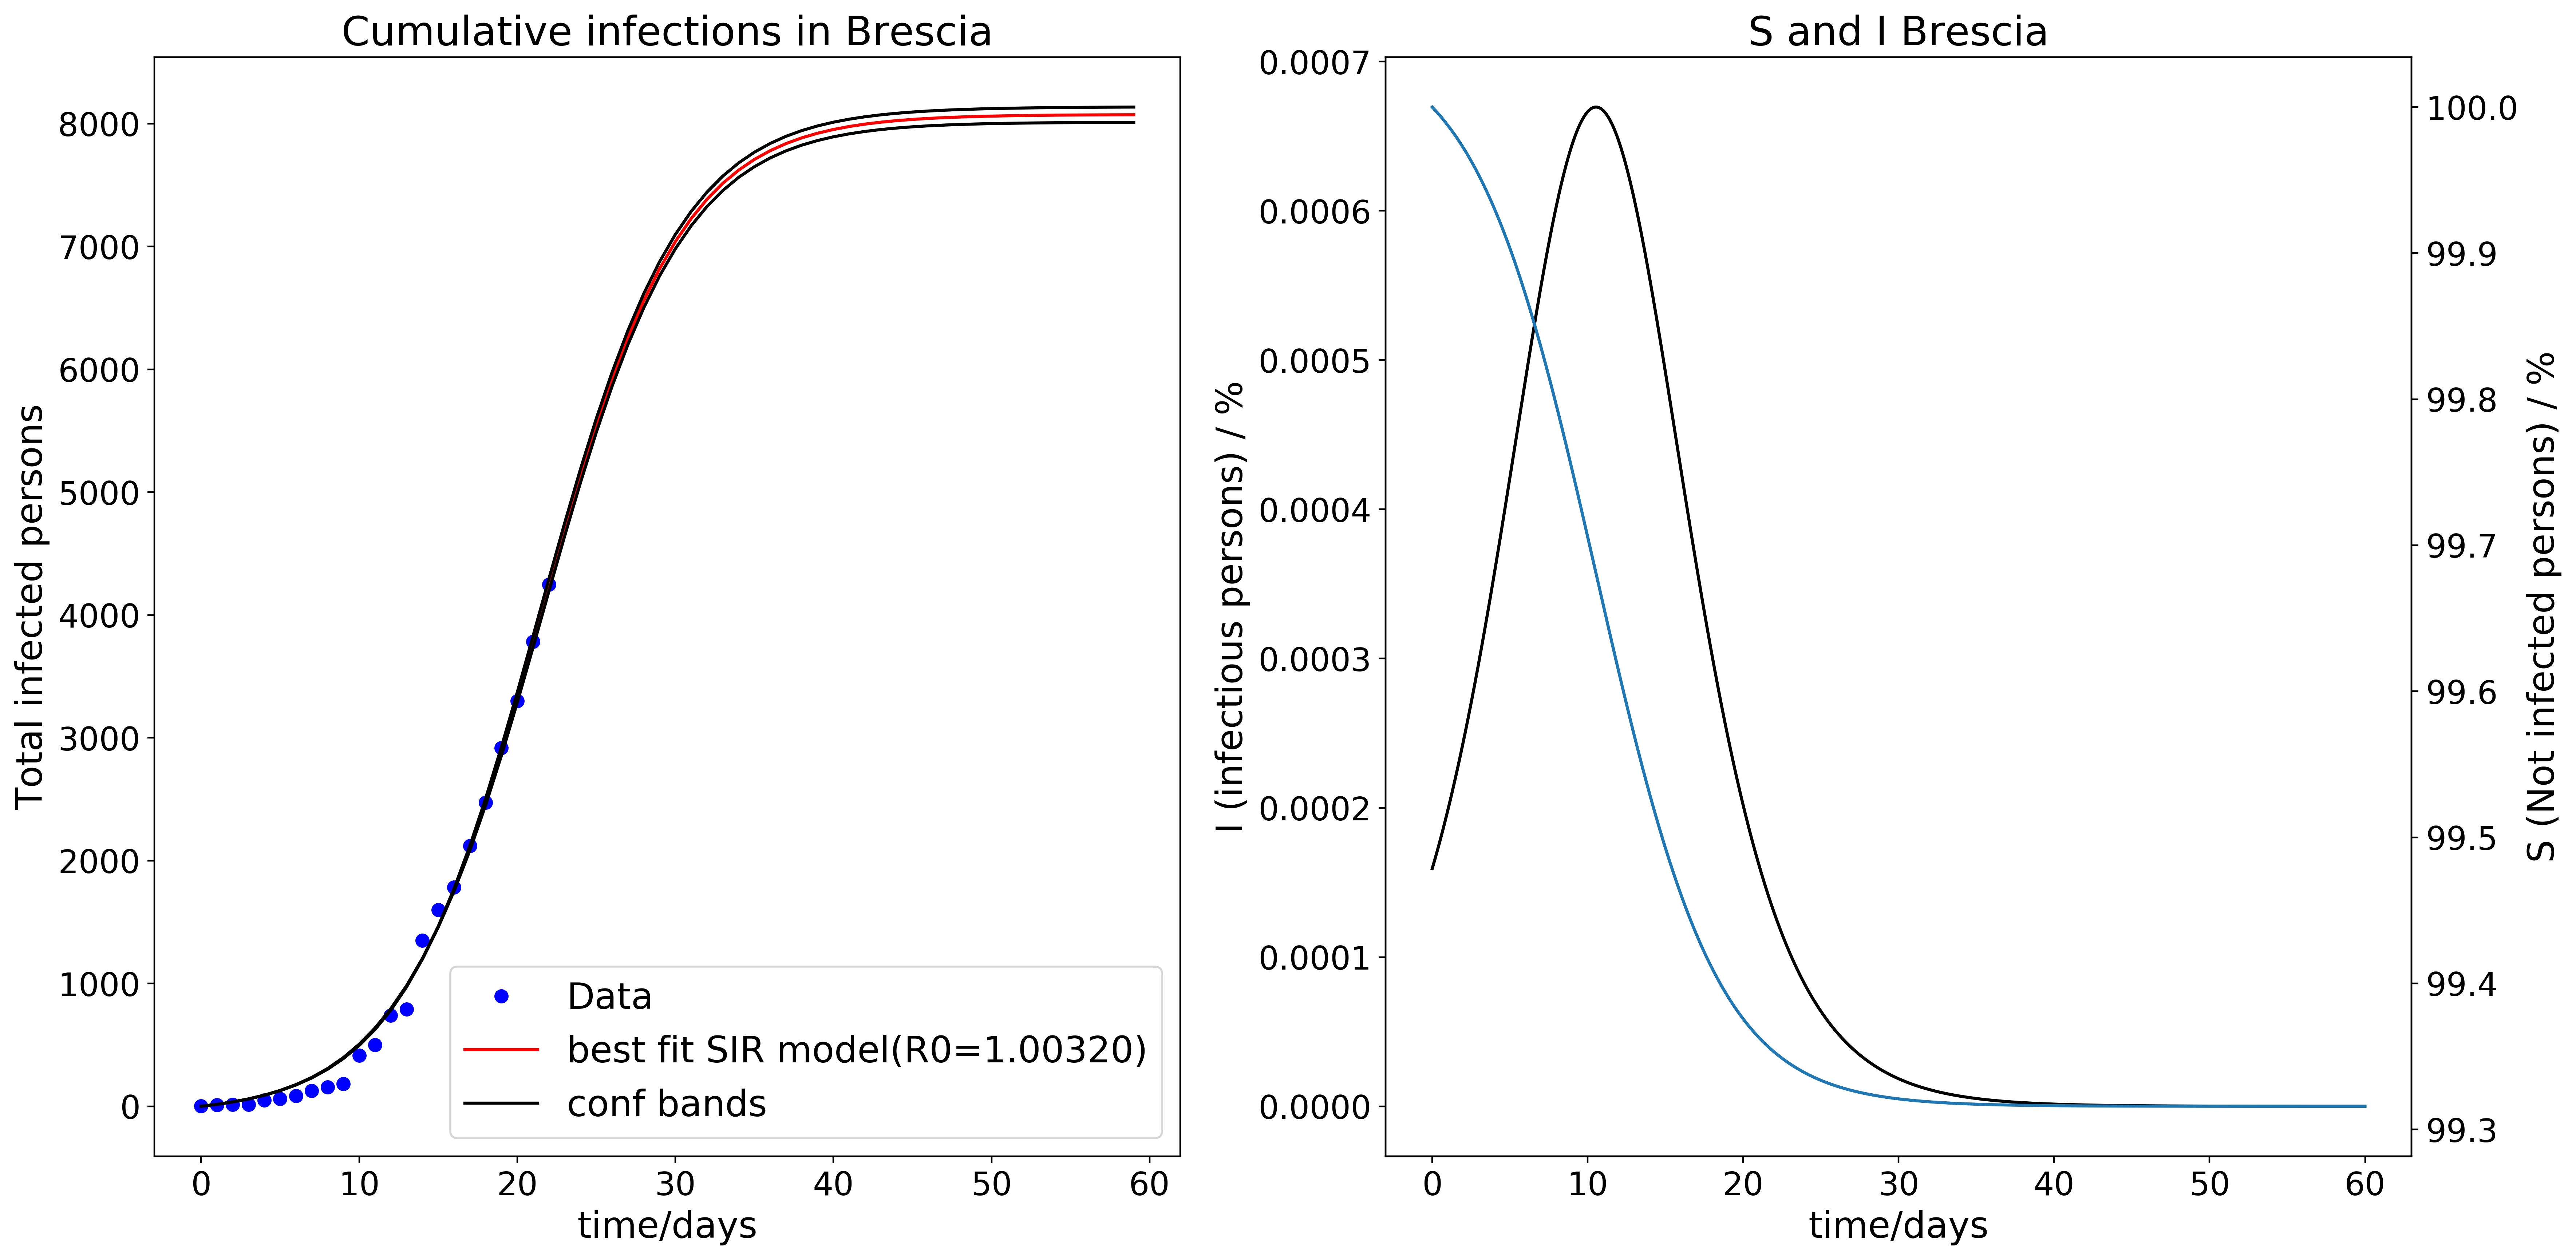 Cumulative infections in Brescia
Total infected persons
8000
7000
6000
5000
4000
3000
2000
1000
0
Data
best fit SIR model(R0=1.00320)
conf bands
0 10 20 30 40 50 60
time/days
S and I Brescia
I (infectious persons) / %
0.0007
0.0006
0.0005
0.0004
0.0003
0.0002
0.0001
0.0000
100.0
99.9
99.8
99.7
99.6
99.5
99.4
99.3
S (Not infected persons) / %
0 10 20 30 40 50 60
time/days